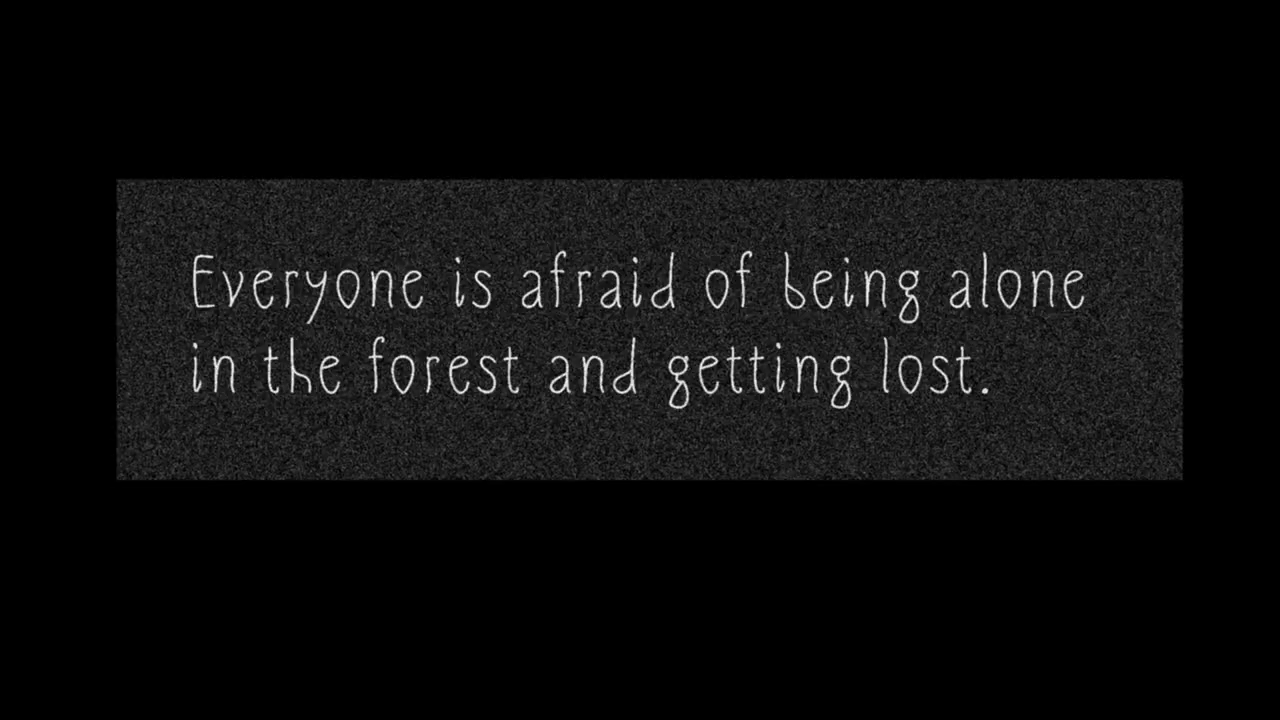 Everyone is afraid of being alone
in the forest and getting lost.